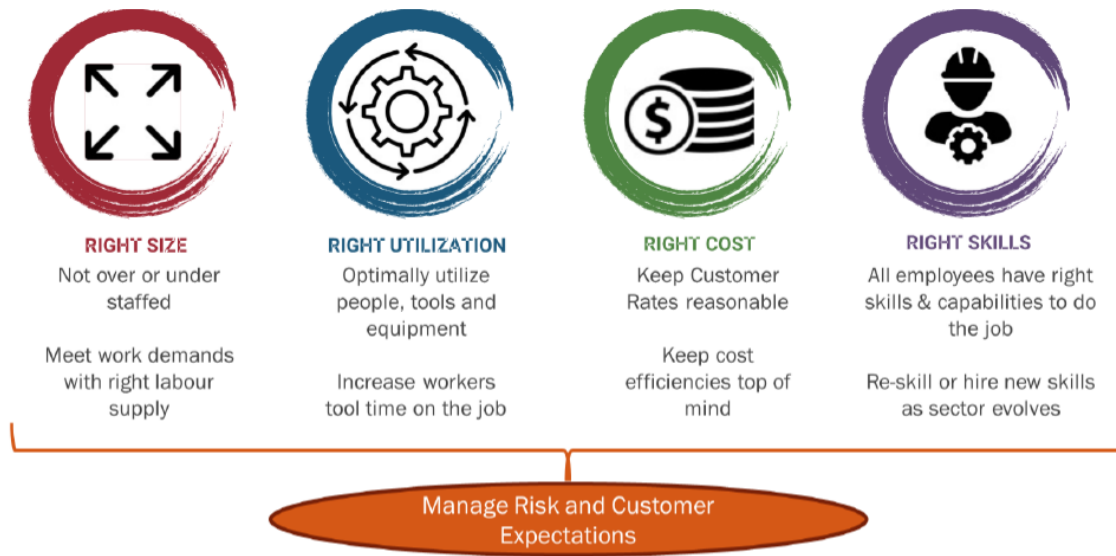 $
RIGHT SIZE
Not over or under
staffed
Meet work demands
with right labour
supply
RIGHT UTILIZATION
Optimally utilize
people, tools and
equipment
Increase workers
tool time on the job
RIGHT COST
Keep Customer
Rates reasonable
Keep cost
efficiencies top of
mind
RIGHT SKILLS
All employees have right
skills & capabilities to do
the job
Re-skill or hire new skills
as sector evolves
Manage Risk and Customer
Expectations